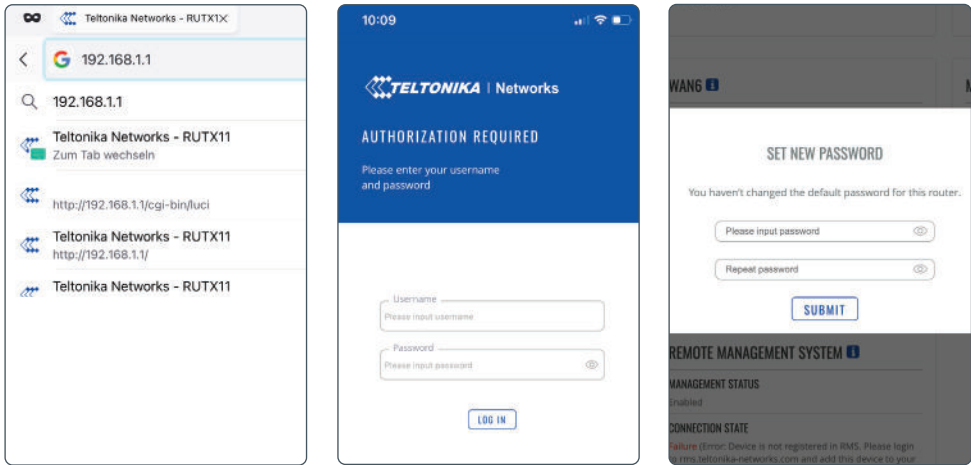 Teltonika Networks - RUTX1
192.168.1.1
192.168.1.1
Teltonika Networks - RUTX11
Zum Tab wechseln
http://192.168.1.1/cgi-bin/luci
Teltonika Networks - RUTX11
http://192.168.1.1/
Teltonika Networks - RUTX11
10:09
TELTONIKA | Networks
AUTHORIZATION REQUIRED
Please enter your username
and password
Username
Please input username
Password
Please input password
LOG IN
WAN6
SET NEW PASSWORD
You haven't changed the default password for this router.
Please input password
Repeat password
SUBMIT
REMOTE MANAGEMENT SYSTEM
MANAGEMENT STATUS
Enabled
CONNECTION STATE
Failure (Error: Device is not registered in RMS. Please login
to rms.teltonika-networks.com and add this device to your